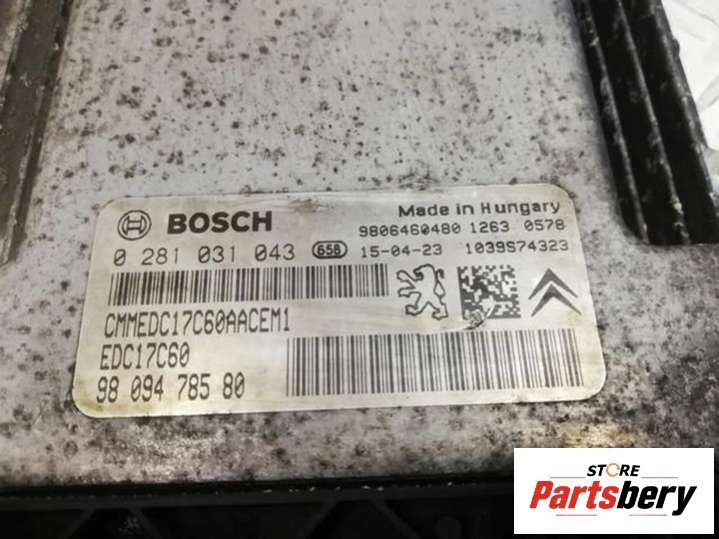 BOSCH
Made in Hungary
9806460480 1263 0578
0 281 031 043 658 15-04-23 1039S74323
CMMEDC17C60AACEM1
EDC17C60
98 094 785 80
STORE
Partsbery